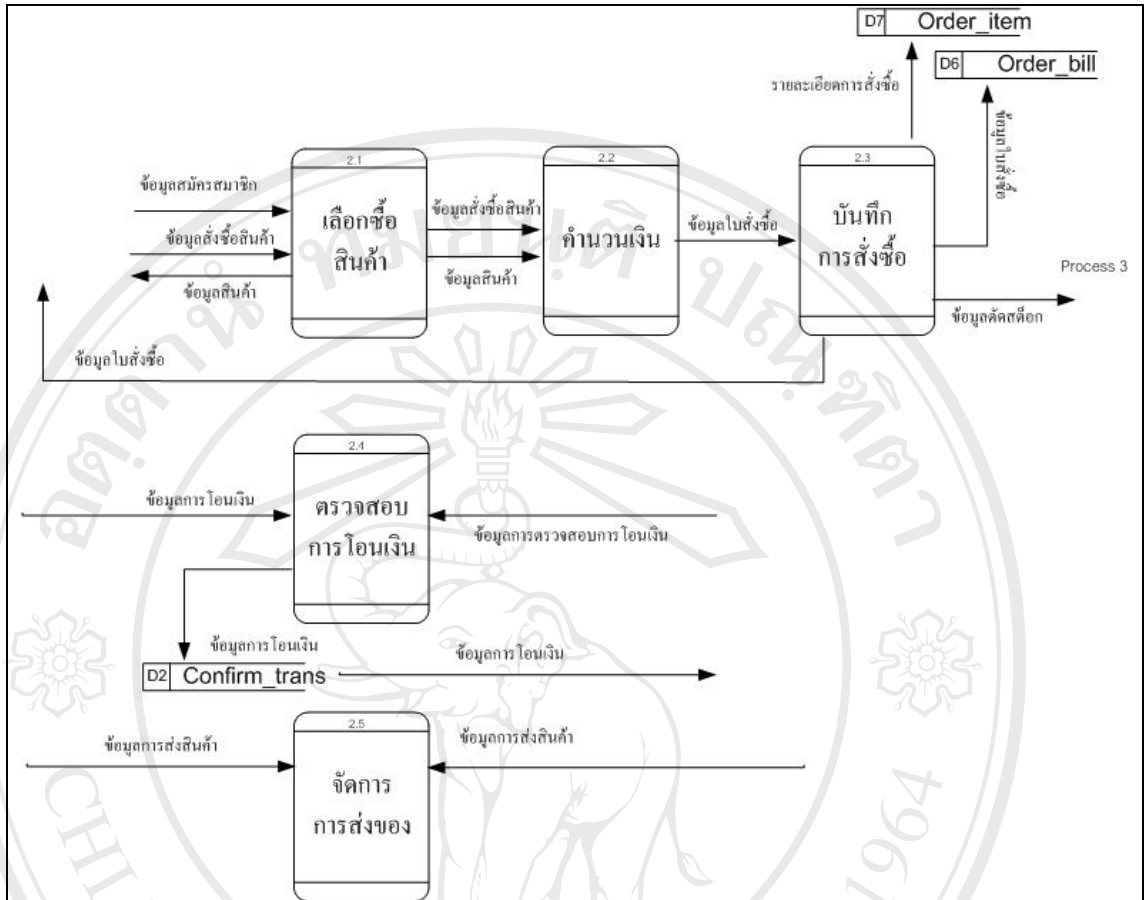 D7 Order_item
D6 Order_bill
รายละเอียดการสั่งซื้อ
ข้อมูลใบสั่งซื้อ
2.1
เลือกซื้อ
สินค้า
2.2
คำนวนเงิน
2.3
บันทึก
การสั่งซื้อ
ข้อมูลสมัครสมาชิก
ข้อมูลสั่งซื้อสินค้า
ข้อมูลสินค้า
ข้อมูลสั่งซื้อสินค้า
ข้อมูลสินค้า
ข้อมูลใบสั่งซื้อ
Process 3
ข้อมูลตัดสต็อก
ข้อมูลใบสั่งซื้อ
2.4
ตรวจสอบ
การโอนเงิน
ข้อมูลการโอนเงิน
ข้อมูลการตรวจสอบการโอนเงิน
ข้อมูลการโอนเงิน
D2 Confirm_trans
ข้อมูลการโอนเงิน
2.5
จัดการ
การส่งของ
ข้อมูลการส่งสินค้า
ข้อมูลการส่งสินค้า
1964